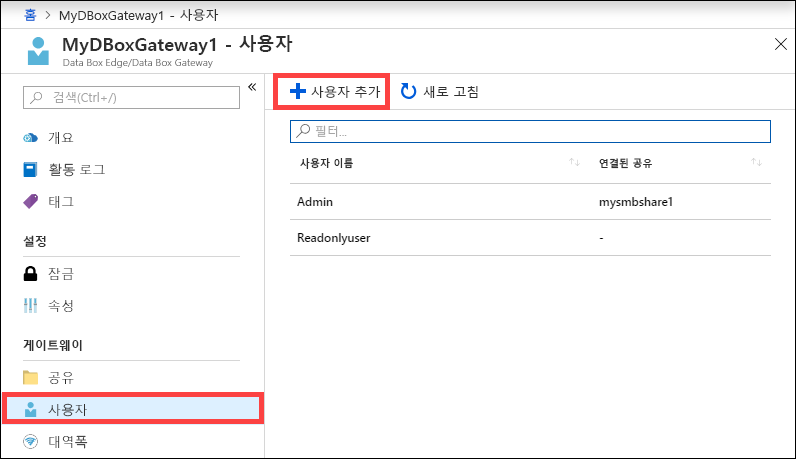 홈 > MyDBoxGateway1 - 사용자
MyDBoxGateway1 - 사용자
Data Box Edge/Data Box Gateway
검색(Ctrl+/)
개요
활동 로그
태그
설정
잠금
속성
게이트웨이
공유
사용자
대역폭
사용자 추가 새로 고침
필터...
사용자 이름 연결된 공유
Admin mysmbshare1
Readonlyuser -